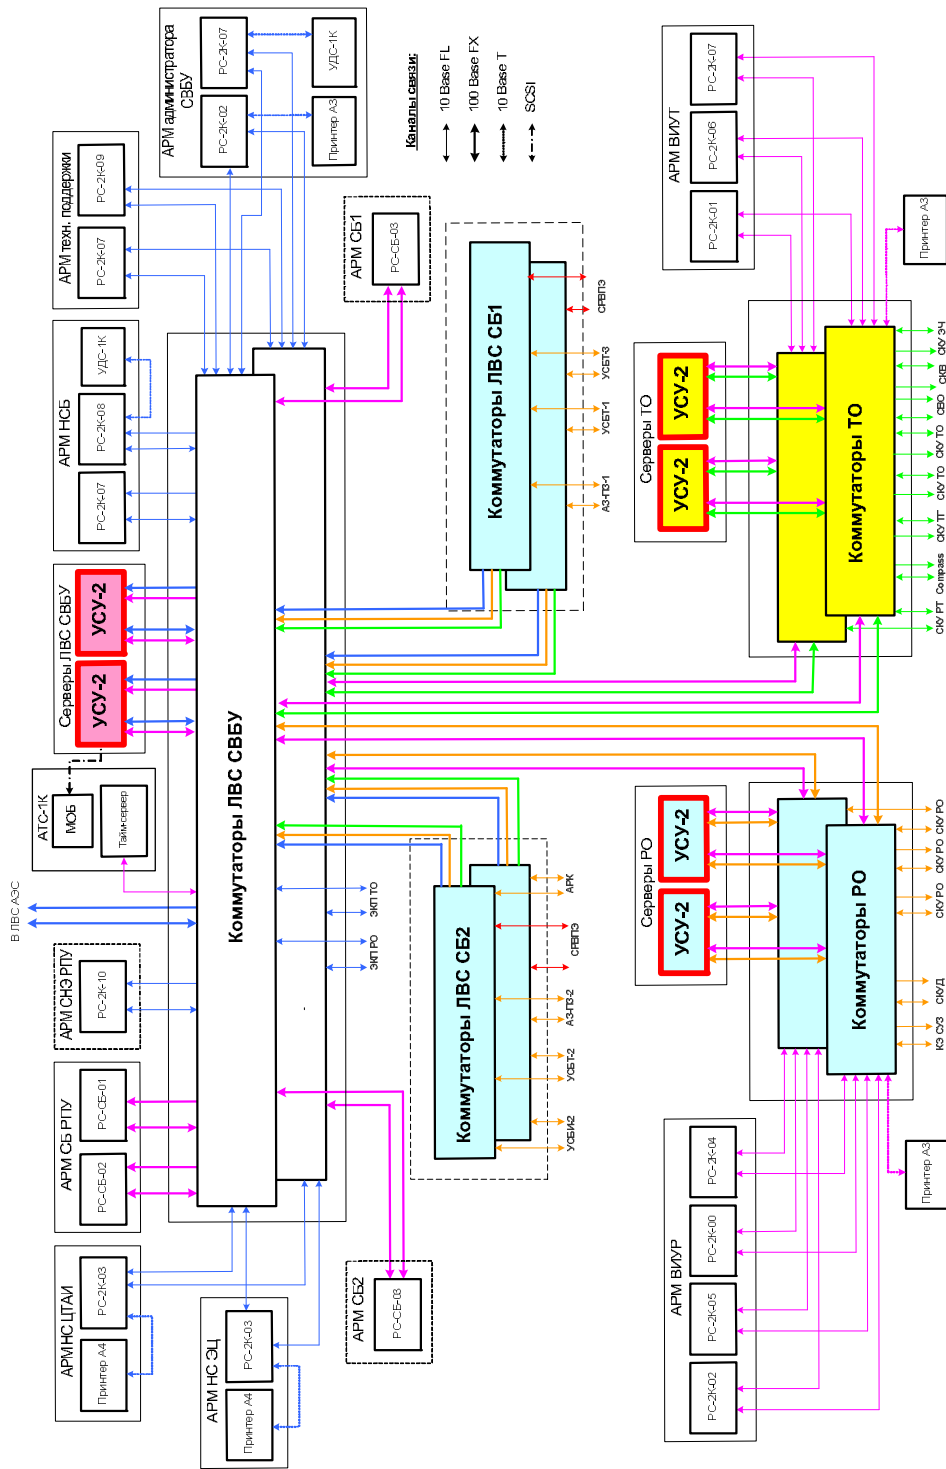 АРМ НС ЦТАИ
Принтер А4
РС-2К-03
АРМ СБ РПУ
РС-СБ-02
РС-СБ-01
АРМ СНЭ РПУ
РС-2К-10
В ЛВС АЭС
АТС-1К
МОБ
Тайм-сервер
Серверы ЛВС СВБУ
УСУ-2
УСУ-2
АРМ НСБ
РС-2К-07
РС-2К-08
УДС-1К
АРМ техн. поддержки
РС-2К-07
РС-2К-09
АРМ администратора
СВБУ
РС-2К-02
РС-2К-07
Принтер А3
УДС-1К
АРМ НС ЭЦ
Принтер А4
РС-2К-03
Коммутаторы ЛВС СВБУ
ЭКП РО
ЭКП ТО
АРМ СБ2
РС-СБ-03
АРМ СБ1
РС-СБ-03
Каналы связи:
10 Base FL
100 Base FX
10 Base T
SCSI
Коммутаторы ЛВС СБ2
УСБИ-2
УСБТ-2
АЗ-ПЗ-2
СРВПЭ
АРК
Коммутаторы ЛВС СБ1
АЗ-ПЗ-1
УСБТ-1
УСБТ-3
СРВПЭ
АРМ ВИУР
РС-2К-02
РС-2К-05
РС-2К-00
РС-2К-04
Принтер А3
Серверы РО
УСУ-2
УСУ-2
Коммутаторы РО
КЭ СУЗ
СКУД
СКУ РО
СКУ РО
СКУ РО
Серверы ТО
УСУ-2
УСУ-2
Коммутаторы ТО
СКУ РТ
Compass
СКУ ТГ
СКУ ТО
СКУ ТО
СВО
СКВ
СКУ ЭЧ
АРМ ВИУТ
РС-2К-01
РС-2К-06
РС-2К-07
Принтер А3